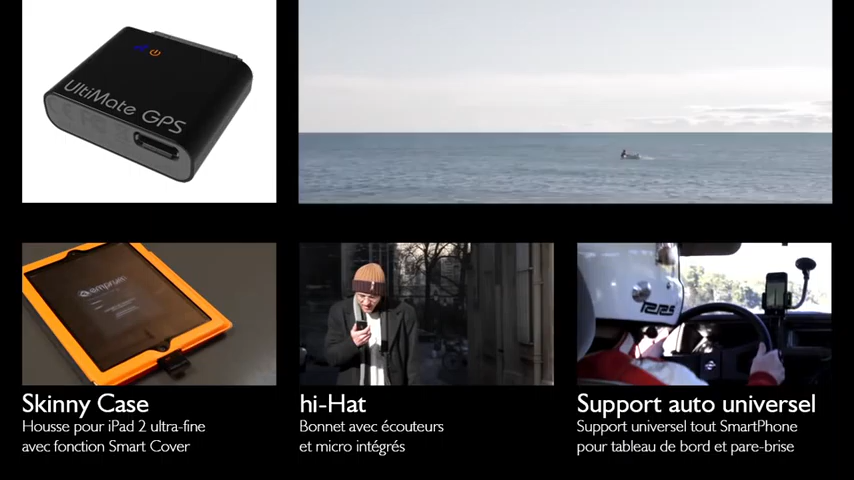 UltiMate GPS
emprum
Skinny Case
Housse pour iPad 2 ultra-fine
avec fonction Smart Cover
hi-Hat
Bonnet avec écouteurs
et micro intégrés
Support auto universel
Support universel tout SmartPhone
pour tableau de bord et pare-brise